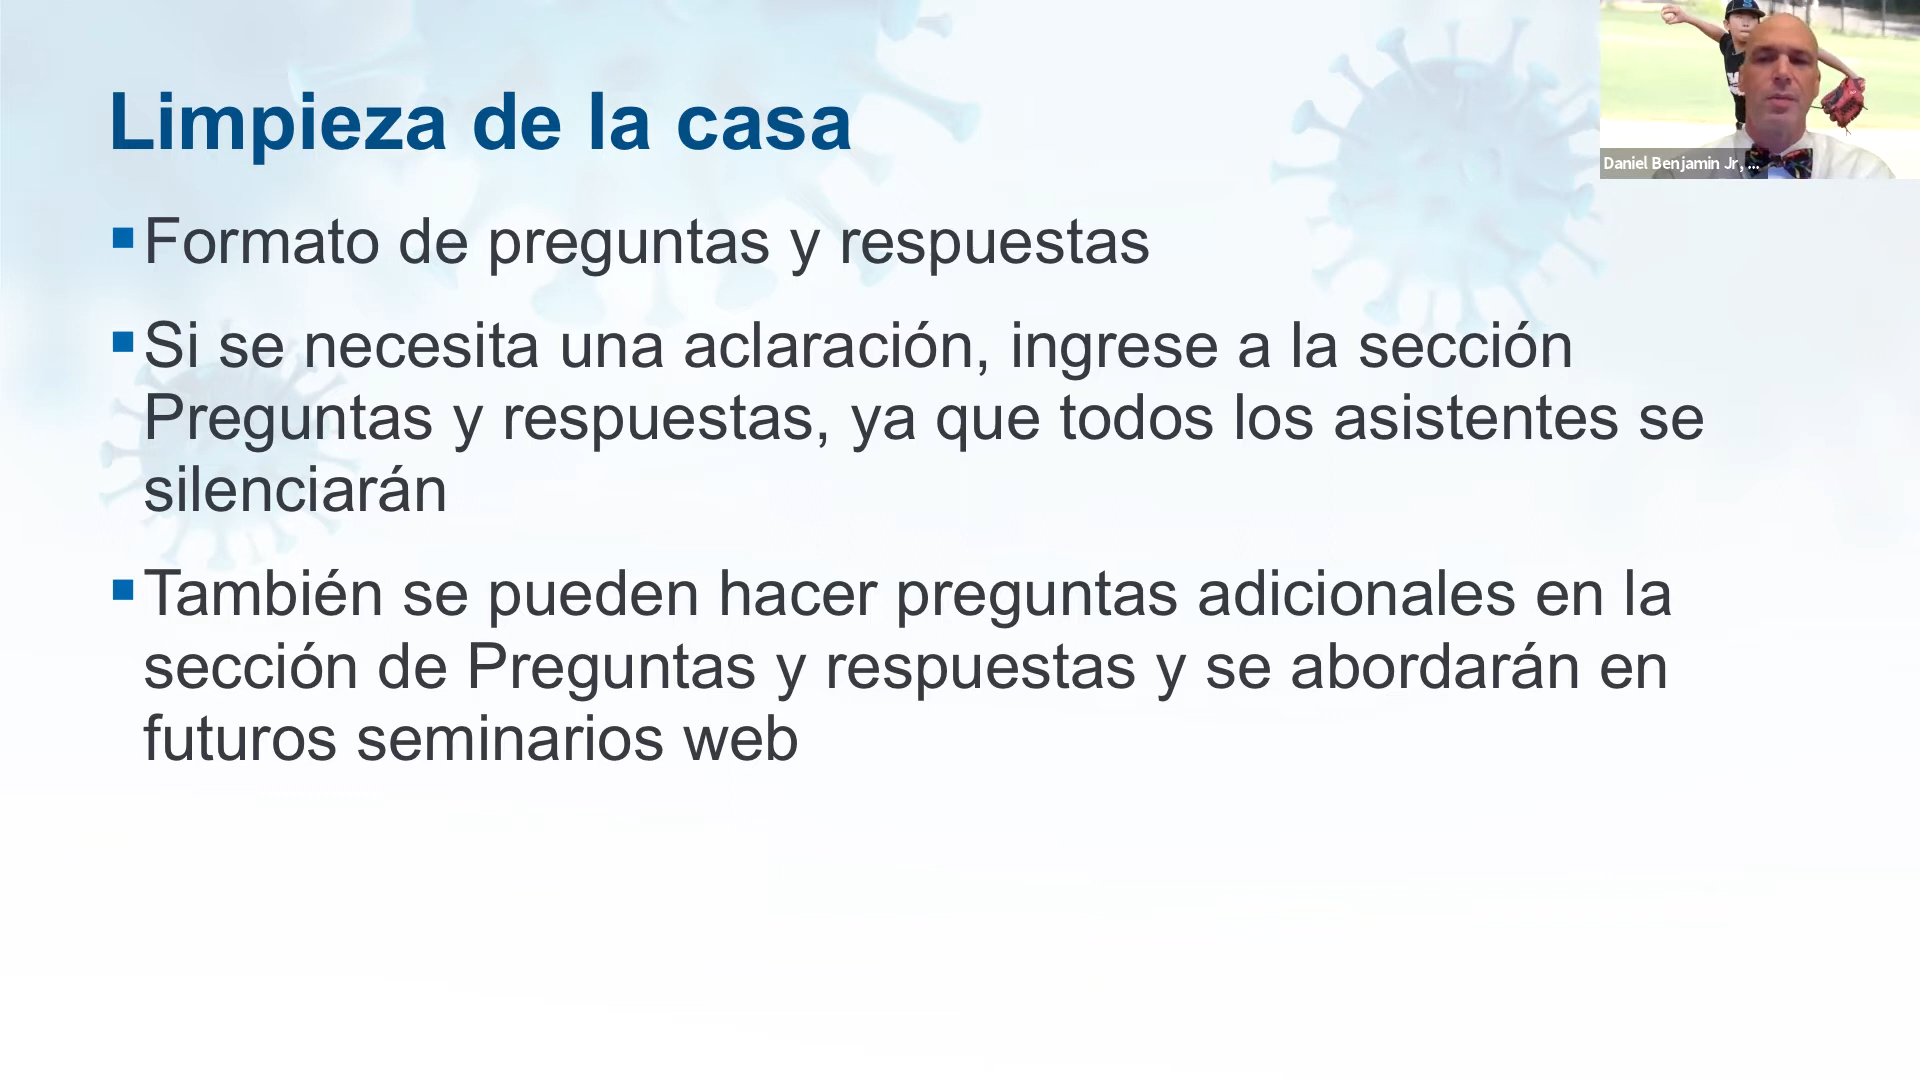 Limpieza de la casa
Daniel Benjamin Jr, ...
▪Formato de preguntas y respuestas
▪Si se necesita una aclaración, ingrese a la sección
Preguntas y respuestas, ya que todos los asistentes se
silenciarán
▪También se pueden hacer preguntas adicionales en la
sección de Preguntas y respuestas y se abordarán en
futuros seminarios web